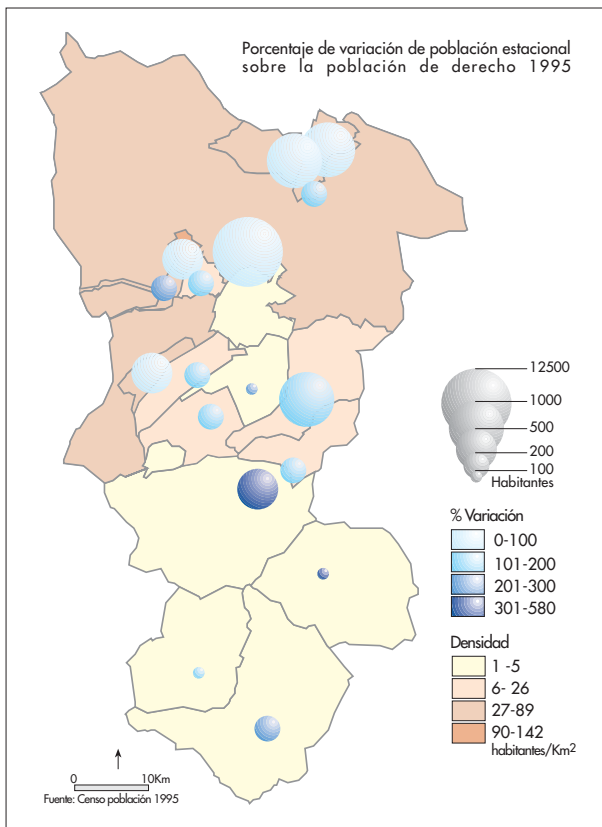 Porcentaje de variación de población estacional
sobre la población de derecho 1995
12500
1000
500
200
100
Habitantes
% Variación
0-100
101-200
201-300
301-580
Densidad
1 -5
6- 26
27-89
90-142
habitantes/Km²
0 10Km
Fuente: Censo población 1995